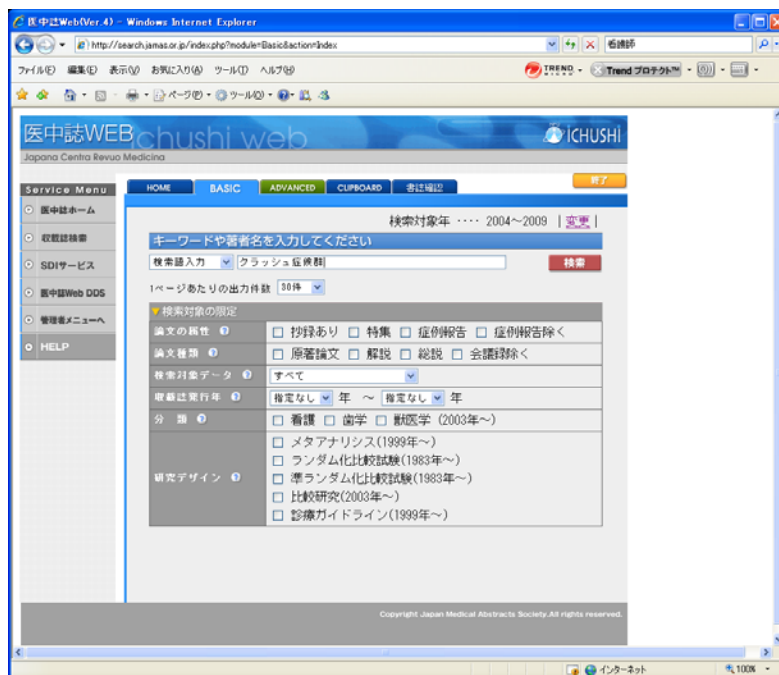 医中誌Web(Ver.4) - Windows Internet Explorer
http://search.jamas.or.jp/index.php?module=Basic&action=Index
看護師
ファイル(F) 編集(E) 表示(V) お気に入り(A) ツール(T) ヘルプ(H)
TREND
Trend プロテクト™
ページ(P) ツール(O)
医中誌WEB
ichushi web
ICHUSHI
Japana Centra Revuo Medicina
Service Menu
医中誌ホーム
収載誌検索
SDIサービス
医中誌Web DDS
管理者メニューへ
HELP
HOME BASIC ADVANCED CLIPBOARD 書誌確認 終了
検索対象年 ‥‥ 2004～2009 |変更|
キーワードや著者名を入力してください
検索語入力 クラッシュ症候群 検索
1ページあたりの出力件数 30件
▼検索対象の限定
論文の属性 □ 抄録あり □ 特集 □ 症例報告 □ 症例報告除く
論文種類 □ 原著論文 □ 解説 □ 総説 □ 会議録除く
検索対象データ すべて
収載誌発行年 指定なし 年 ～ 指定なし 年
分類 □ 看護 □ 歯学 □ 獣医学 (2003年～)
研究デザイン
□ メタアナリシス(1999年～)
□ ランダム化比較試験(1983年～)
□ 準ランダム化比較試験(1983年～)
□ 比較研究(2003年～)
□ 診療ガイドライン(1999年～)
Copyright Japan Medical Abstracts Society.All rights reserved.
インターネット 100%